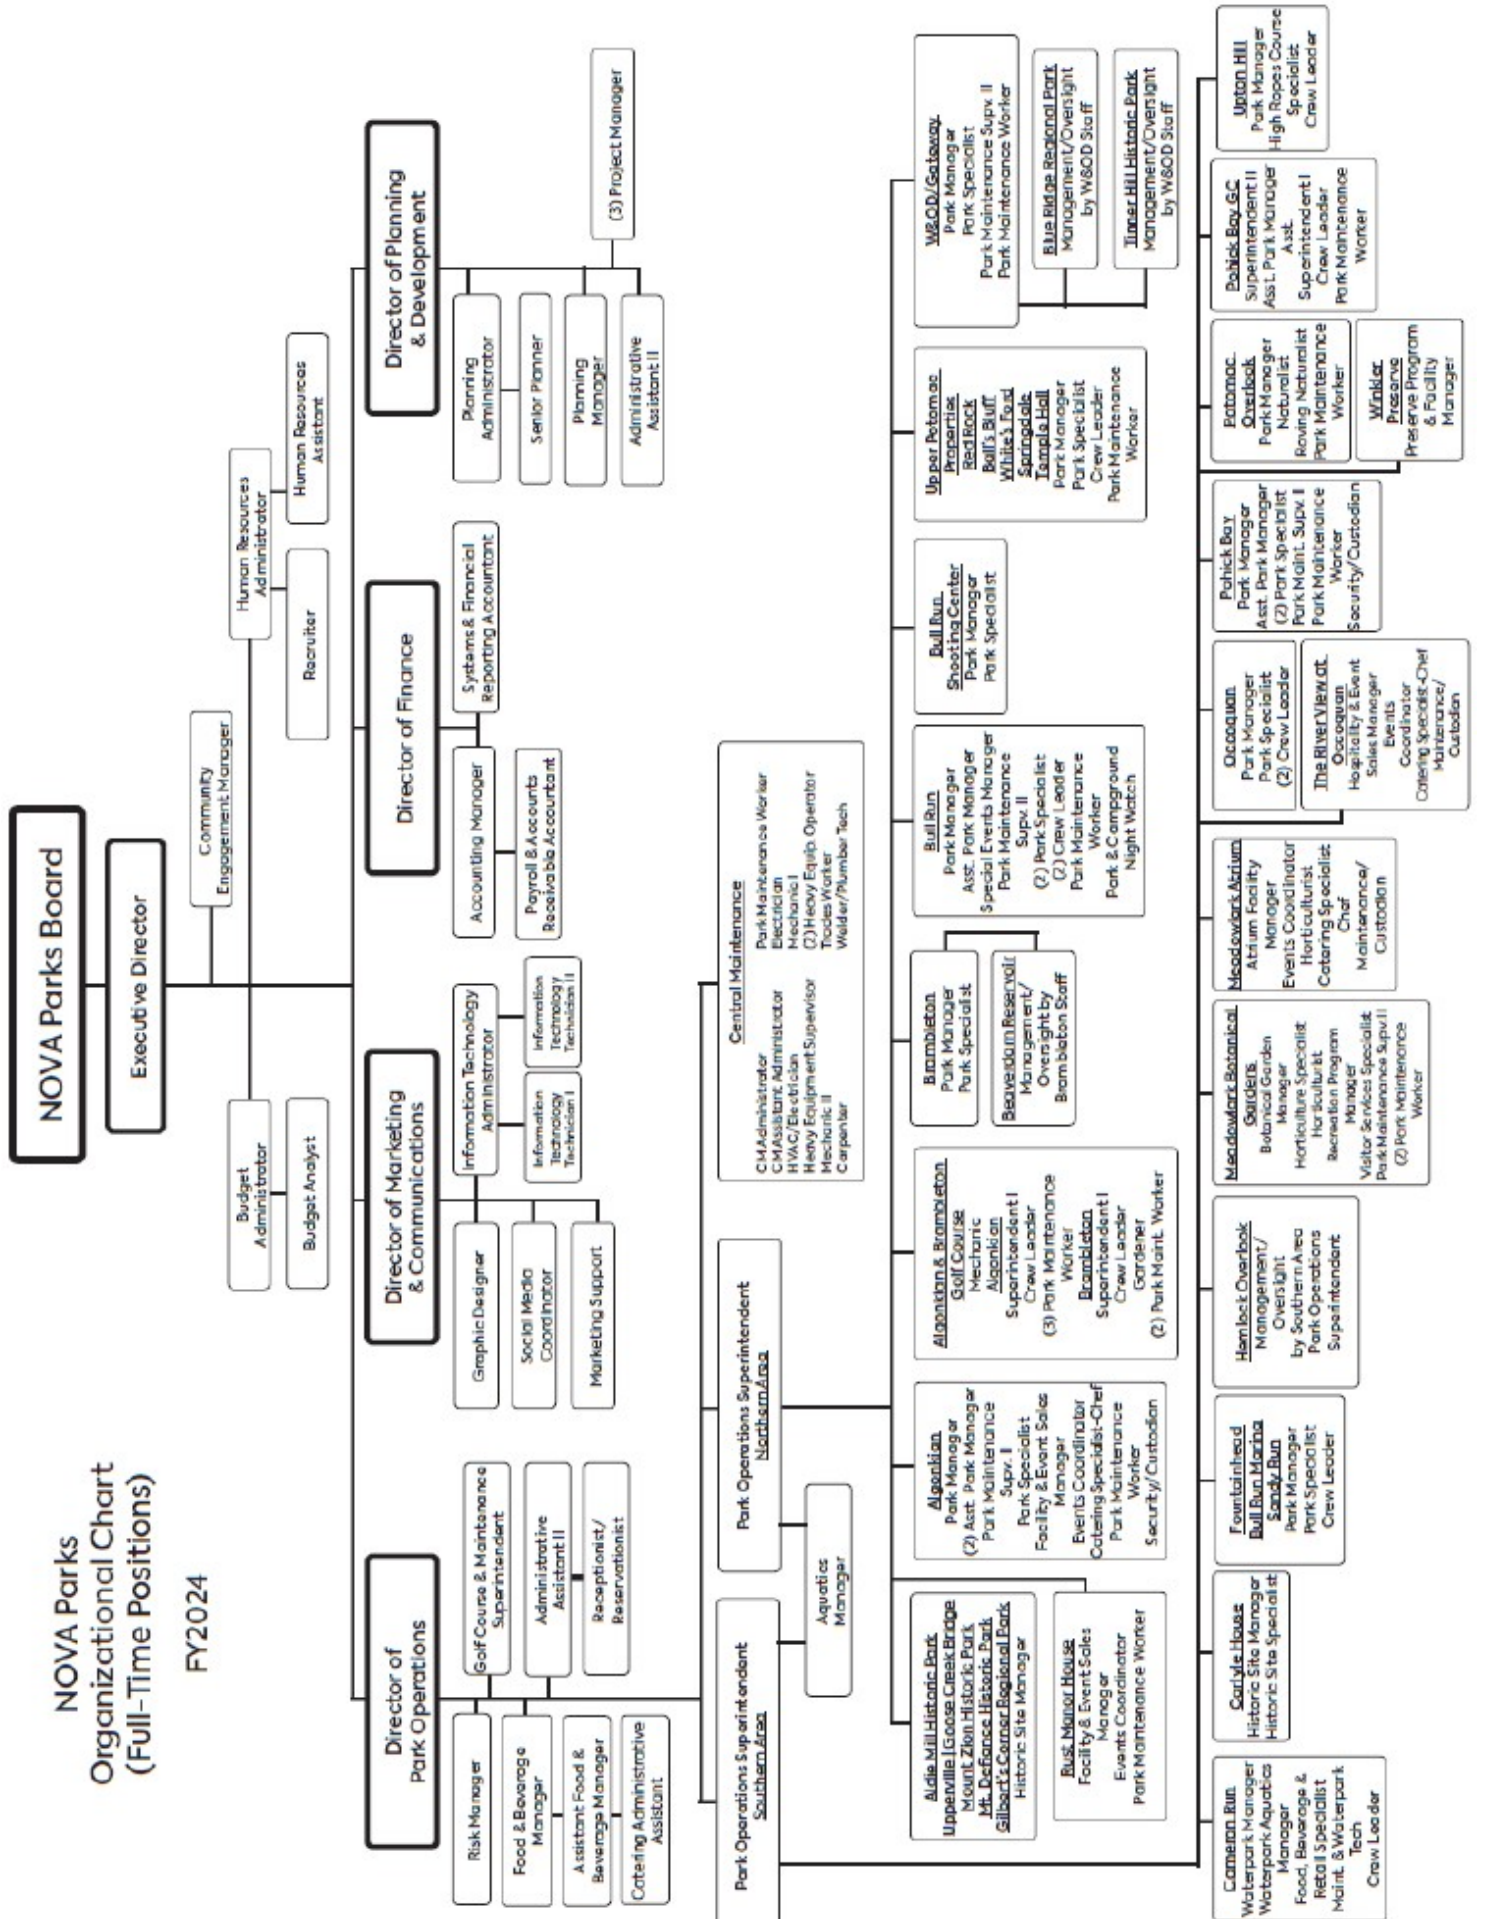 NOVA Parks
Organizational Chart
(Full-Time Positions)
FY2024
NOVA Parks Board
Executive Director
Community
Engagement Manager
Budget
Administrator
Human Resources
Administrator
Budget Analyst
Recruiter
Human Resources
Assistant
Director of
Park Operations
Director of Marketing
& Communications
Director of Finance
Director of Planning
& Development
Risk Manager
Golf Course & Maintenance
Superintendent
Food & Beverage
Manager
Administrative
Assistant II
Assistant Food &
Beverage Manager
Receptionist/
Reservationist
Catering Administrative
Assistant
Graphic Designer
Information Technology
Administrator
Social Media
Coordinator
Information
Technology
Technician I
Information
Technology
Technician II
Marketing Support
Accounting Manager
Systems & Financial
Reporting Accountant
Payroll & Accounts
Receivable Accountant
Planning
Administrator
Senior Planner
Planning
Manager
Administrative
Assistant II
(3) Project Manager
Park Operations Superintendent
Southern Area
Park Operations Superintendent
Northern Area
Central Maintenance
CM Administrator
CM Assistant Administrator
HVAC/Electrician
Heavy Equipment Supervisor
Mechanic II
Carpenter
Park Maintenance Worker
Electrician
Mechanic I
(2) Heavy Equip. Operator
Trades Worker
Welder/Plumber Tech
Aquatics
Manager
Aldie Mill Historic Park
Upperville|Goose Creek Bridge
Mount Zion Historic Park
Mt. Defiance Historic Park
Gilbert's Corner Regional Park
Historic Site Manager
Rust Manor House
Facility & Event Sales
Manager
Events Coordinator
Park Maintenance Worker
Algonkian
Park Manager
(2) Asst. Park Manager
Park Maintenance
Supv. II
Park Specialist
Facility & Event Sales
Manager
Events Coordinator
Catering Specialist-Chef
Park Maintenance
Worker
Security/Custodian
Algonkian & Brambleton
Golf Course
Mechanic
Algonkian
Superintendent I
Crew Leader
(3) Park Maintenance
Worker
Brambleton
Superintendent I
Crew Leader
Gardener
(2) Park Maint. Worker
Brambleton
Park Manager
Park Specialist
Beaverdam Reservoir
Management/
Oversight by
Brambleton Staff
Bull Run
Park Manager
Asst. Park Manager
Special Events Manager
Park Maintenance
Supv. II
(2) Park Specialist
(2) Crew Leader
Park Maintenance
Worker
Park & Campground
Night Watch
Bull Run
Shooting Center
Park Manager
Park Specialist
Upper Potomac
Properties
Red Rock
Ball's Bluff
White's Ford
Springdale
Temple Hall
Park Manager
Park Specialist
Crew Leader
Park Maintenance
Worker
W&OD/Gateway
Park Manager
Park Specialist
Park Maintenance Supv. II
Park Maintenance Worker
Blue Ridge Regional Park
Management/Oversight
by W&OD Staff
Tinner Hill Historic Park
Management/Oversight
by W&OD Staff
Cameron Run
Waterpark Manager
Waterpark Aquatics
Manager
Food, Beverage &
Retail Specialist
Maint. & Waterpark
Tech
Crew Leader
Carlyle House
Historic Site Manager
Historic Site Specialist
Fountainhead
Bull Run Marina
Sandy Run
Park Manager
Park Specialist
Crew Leader
Hemlock Overlook
Management/
Oversight
by Southern Area
Park Operations
Superintendent
Meadowlark Botanical
Gardens
Botanical Garden
Manager
Horticulture Specialist
Horticulturist
Recreation Program
Manager
Visitor Services Specialist
Park Maintenance Supv. II
(2) Park Maintenance
Worker
Meadowlark Atrium
Atrium Facility
Manager
Events Coordinator
Horticulturist
Catering Specialist
Chef
Maintenance/
Custodian
Occoquan
Park Manager
Park Specialist
(2) Crew Leader
The River View at
Occoquan
Hospitality & Event
Sales Manager
Events
Coordinator
Catering Specialist-Chef
Maintenance/
Custodian
Pohick Bay
Park Manager
Asst. Park Manager
(2) Park Specialist
Park Maint. Supv. II
Park Maintenance
Worker
Security/Custodian
Potomac
Overlook
Park Manager
Naturalist
Roving Naturalist
Park Maintenance
Worker
Winkler
Preserve
Preserve Program
& Facility
Manager
Pohick Bay GC
Superintendent II
Asst. Park Manager
Asst.
Superintendent I
Crew Leader
Park Maintenance
Worker
Upton Hill
Park Manager
High Ropes Course
Specialist
Crew Leader